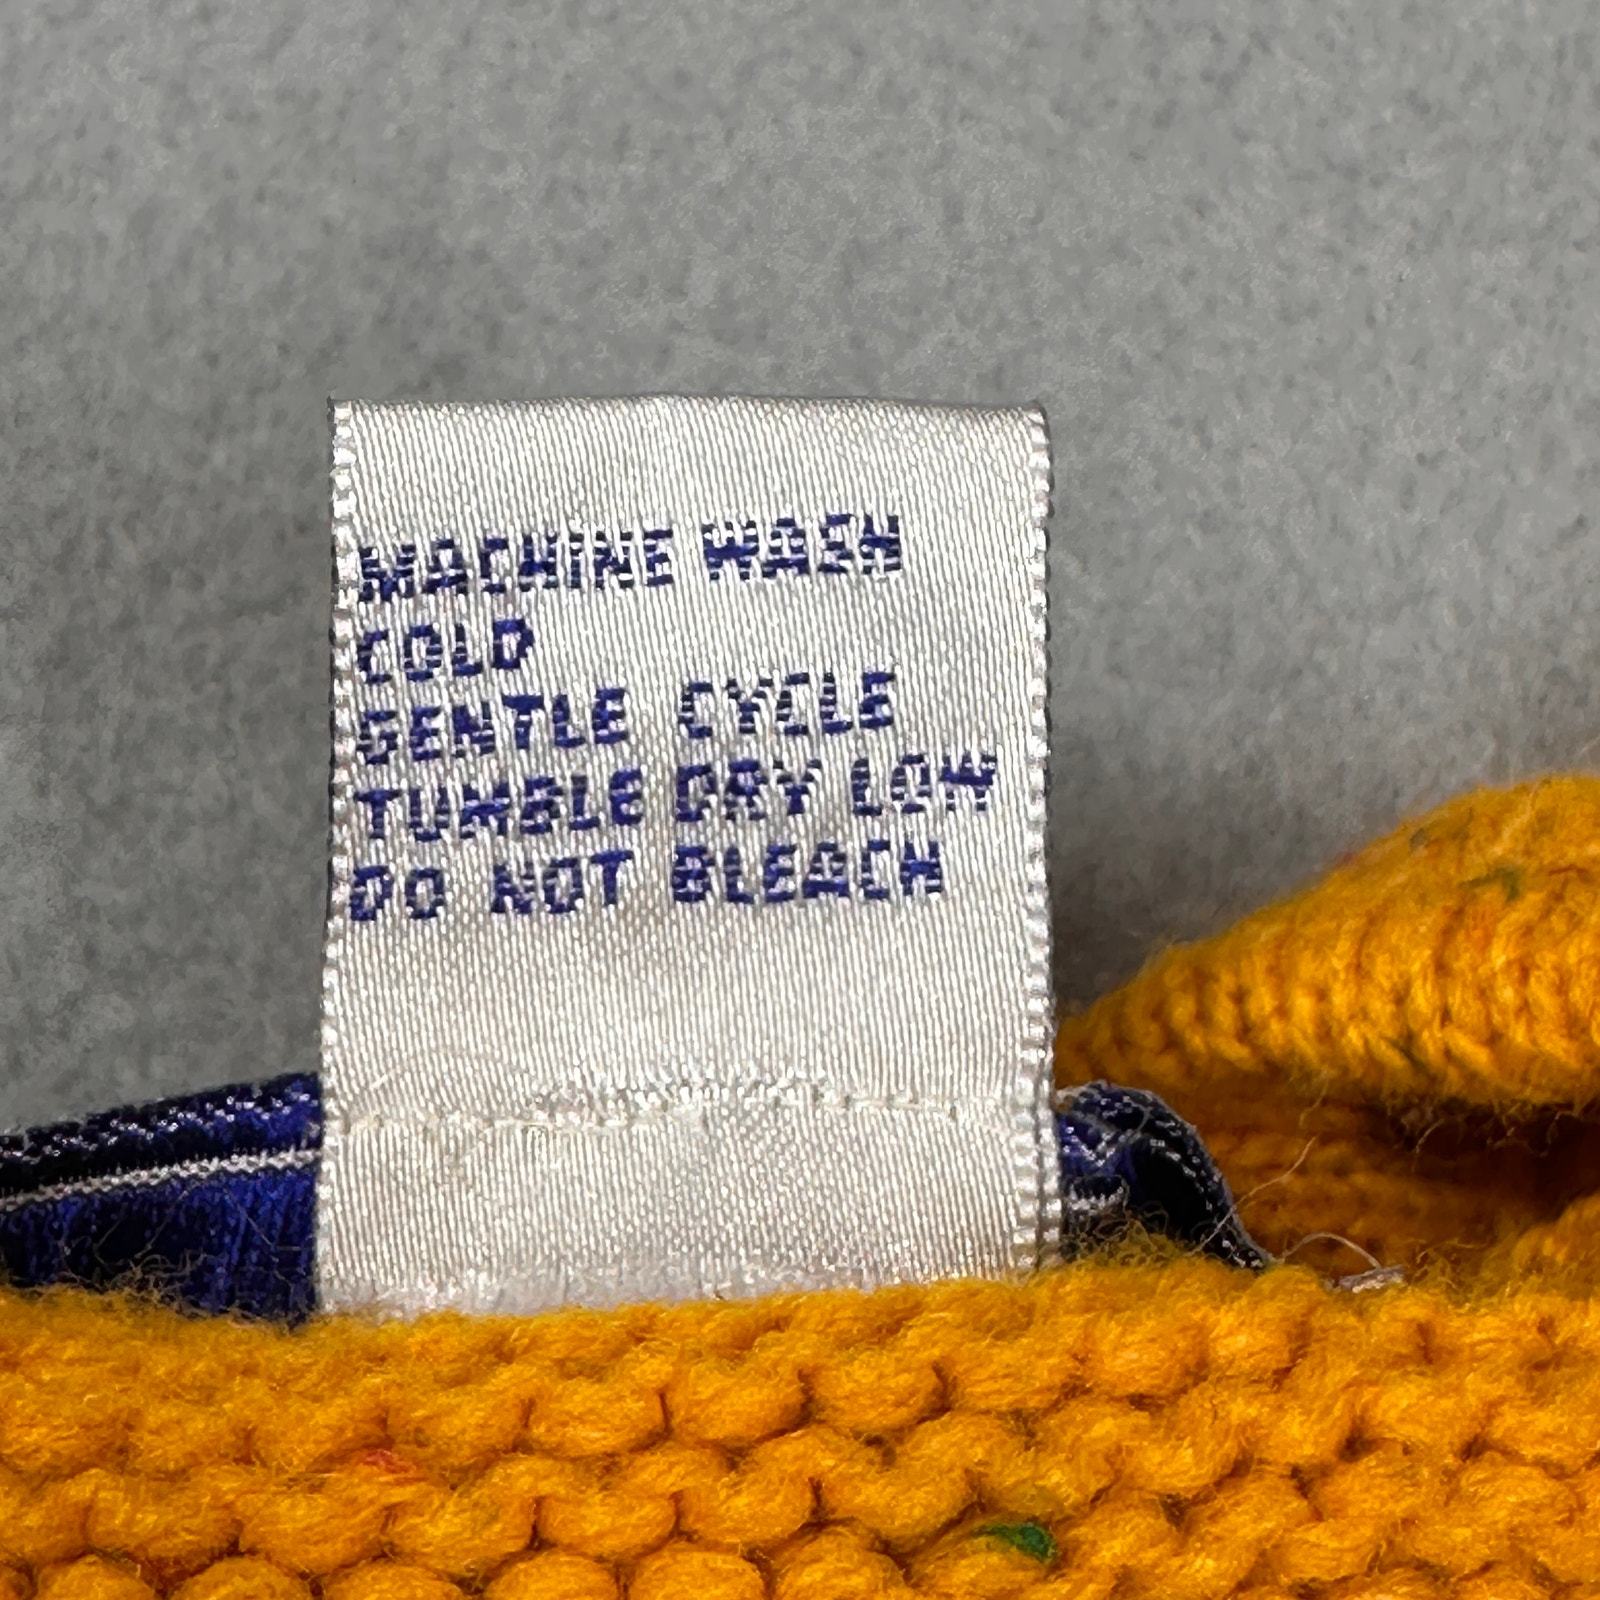 MACHINE WASH
COLD
GENTLE CYCLE
TUMBLE DRY LOW
DO NOT BLEACH